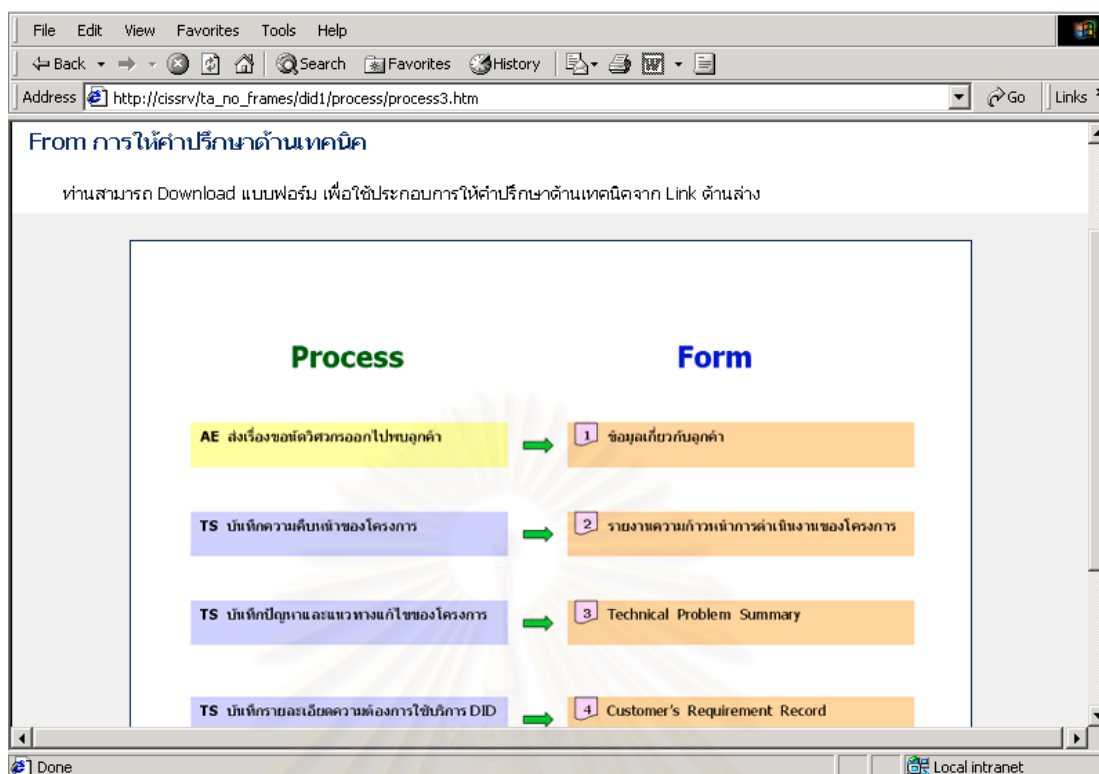 File Edit View Favorites Tools Help
Back Search Favorites History
Address http://cissrv/ta_no_frames/did1/process/process3.htm Go Links
From การให้คำปรึกษาด้านเทคนิค
ท่านสามารถ Download แบบฟอร์ม เพื่อใช้ประกอบการให้คำปรึกษาด้านเทคนิคจาก Link ด้านล่าง
Process Form
AE ส่งเรื่องขอนัดวิศวกรออกไปพบลูกค้า 1 ข้อมูลเกี่ยวกับลูกค้า
TS บันทึกความคืบหน้าของโครงการ 2 รายงานความก้าวหน้าการดำเนินงานของโครงการ
TS บันทึกปัญหาและแนวทางแก้ไขของโครงการ 3 Technical Problem Summary
TS บันทึกรายละเอียดความต้องการใช้บริการ DID 4 Customer's Requirement Record
Done Local intranet